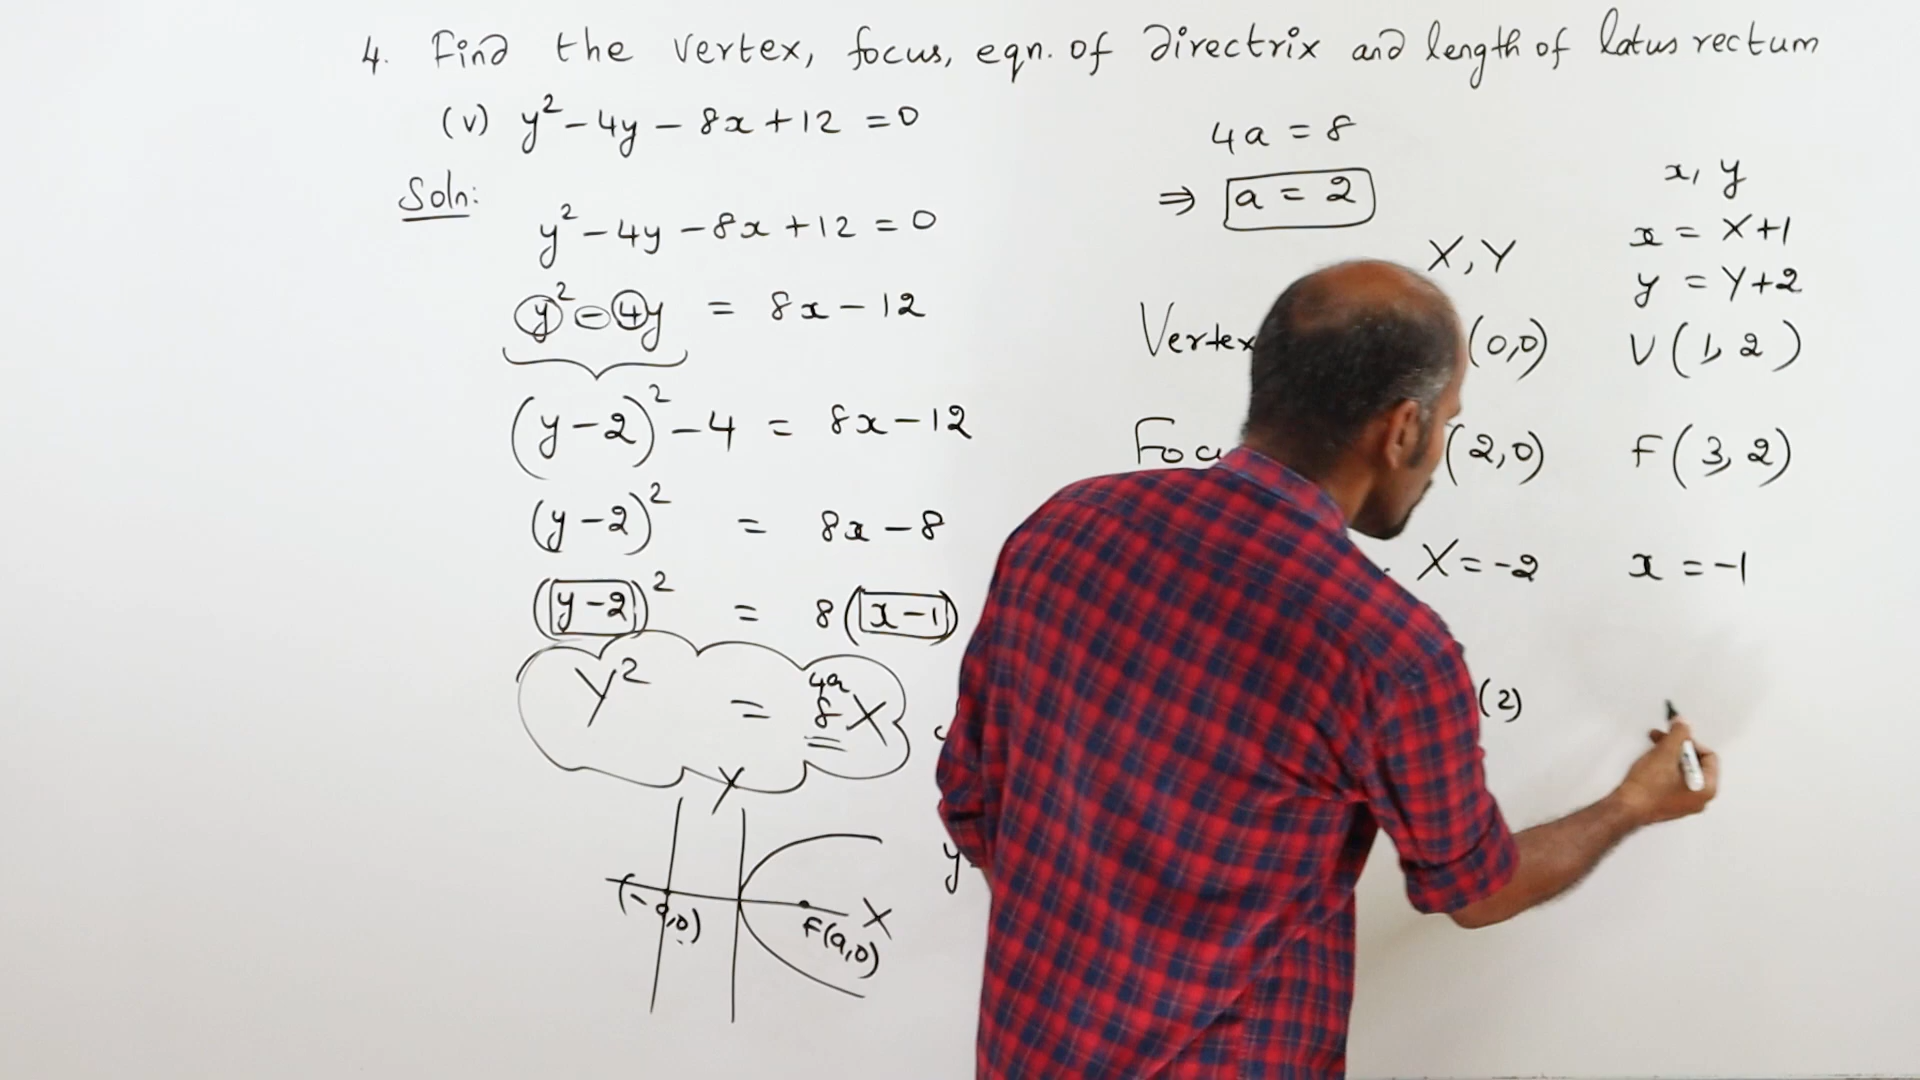 4. Find the vertex, focus, eqn. of directrix and length of latus rectum
(v) y² - 4y - 8x + 12 = 0
Soln:
y² - 4y - 8x + 12 = 0
y² - 4y = 8x - 12
(y-2)² - 4 = 8x - 12
(y-2)² = 8x - 8
(y-2)² = 8(x-1)
4a
Y² = 8X
Y
X
(-a,0)
F(a,0)
y
4a = 8
⇒ a = 2
X, Y
x, y
x = X+1
y = Y+2
Vertex (0,0) V(1, 2)
(2,0) F(3, 2)
X = -2 x = -1
(2)